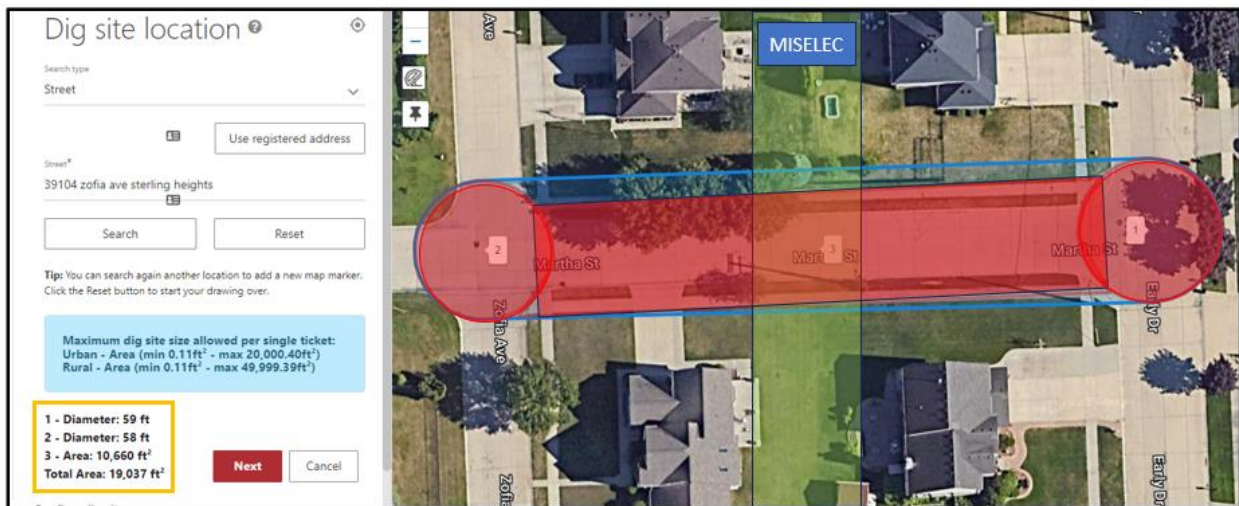 Dig site location
Search type
Street
Use registered address
Street*
39104 zofia ave sterling heights
Search
Reset
Tip: You can search again another location to add a new map marker.
Click the Reset button to start your drawing over.
Maximum dig site size allowed per single ticket:
Urban - Area (min 0.11ft² - max 20,000.40ft²)
Rural - Area (min 0.11ft² - max 49,999.39ft²)
1 - Diameter: 59 ft
2 - Diameter: 58 ft
3 - Area: 10,660 ft²
Total Area: 19,037 ft²
Next
Cancel
Ave
MISELEC
2
3
1
Martha St
Martha St
Zofia Ave
Early Dr
Zofia
Early Dr